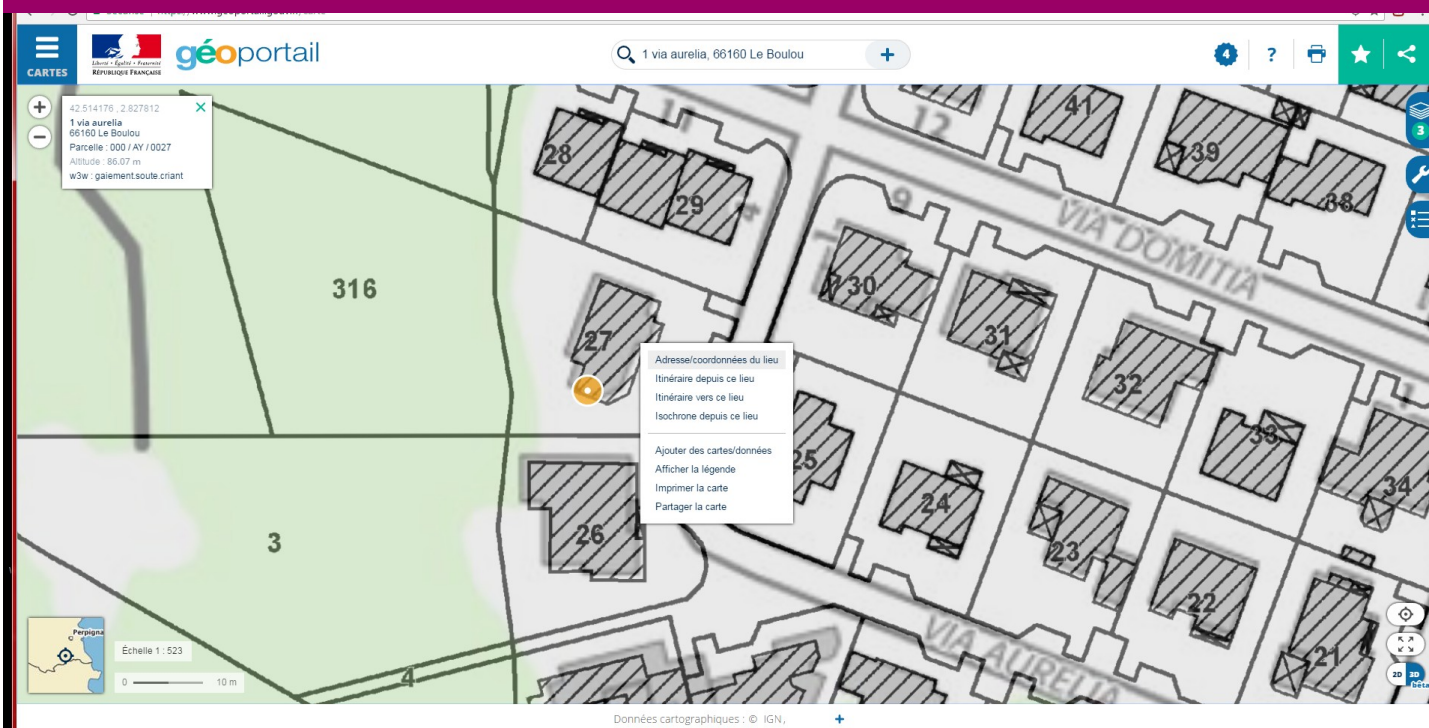 CARTES
Liberté • Égalité • Fraternité
RÉPUBLIQUE FRANÇAISE
géoportail
1 via aurelia, 66160 Le Boulou
+
4
?
+
−
42.514176 , 2.827812
1 via aurelia
66160 Le Boulou
Parcelle : 000 / AY / 0027
Altitude : 86.07 m
w3w : gaiement.soute.criant
3
11
12
41
28
39
29
4
9
38
VIA DOMITIA
316
30
31
27
32
1
Adresse/coordonnées du lieu
Itinéraire depuis ce lieu
Itinéraire vers ce lieu
Isochrone depuis ce lieu
Ajouter des cartes/données
Afficher la légende
Imprimer la carte
Partager la carte
33
25
34
24
3
26
23
22
VIA AURELIA
21
4
Perpigna
Échelle 1 : 523
0
10 m
2D
3D
bêta
Données cartographiques : © IGN,
+